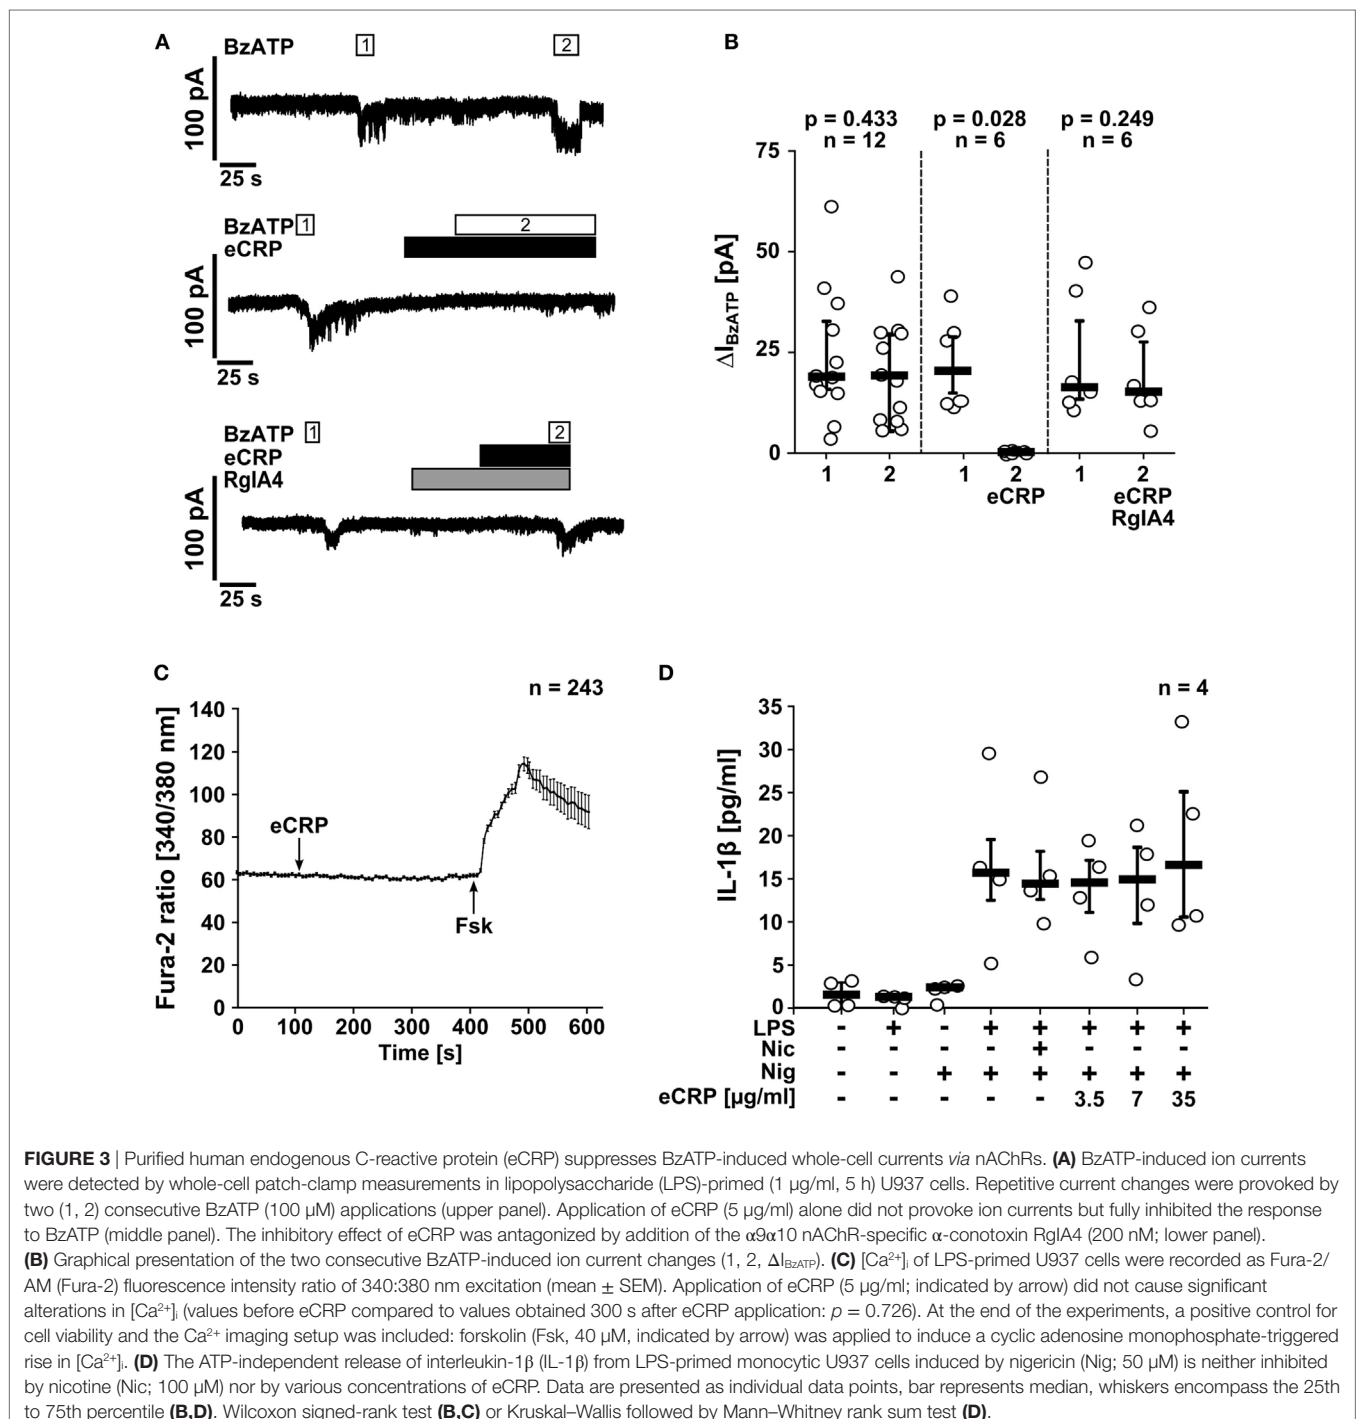 A
BzATP 1 2
100 pA
25 s
BzATP 1 2
eCRP
100 pA
25 s
BzATP 1 2
eCRP
RgIA4
100 pA
25 s
B
p = 0.433 p = 0.028 p = 0.249
n = 12 n = 6 n = 6
ΔI_BzATP [pA]
75
50
25
0
1 2 1 2 1 2
eCRP eCRP
RgIA4
C
n = 243
Fura-2 ratio [340/380 nm]
140
120
100
80
60
40
20
0
eCRP
Fsk
0 100 200 300 400 500 600
Time [s]
D
n = 4
IL-1β [pg/ml]
35
30
25
20
15
10
5
0
LPS - + - + + + + +
Nic - - - - + - - -
Nig - - + + + + + +
eCRP [µg/ml] - - - - - 3.5 7 35
FIGURE 3 | Purified human endogenous C-reactive protein (eCRP) suppresses BzATP-induced whole-cell currents via nAChRs. (A) BzATP-induced ion currents
were detected by whole-cell patch-clamp measurements in lipopolysaccharide (LPS)-primed (1 µg/ml, 5 h) U937 cells. Repetitive current changes were provoked by
two (1, 2) consecutive BzATP (100 µM) applications (upper panel). Application of eCRP (5 µg/ml) alone did not provoke ion currents but fully inhibited the response
to BzATP (middle panel). The inhibitory effect of eCRP was antagonized by addition of the α9α10 nAChR-specific α-conotoxin RgIA4 (200 nM; lower panel).
(B) Graphical presentation of the two consecutive BzATP-induced ion current changes (1, 2, ΔI_BzATP). (C) [Ca²⁺]ᵢ of LPS-primed U937 cells were recorded as Fura-2/
AM (Fura-2) fluorescence intensity ratio of 340:380 nm excitation (mean ± SEM). Application of eCRP (5 µg/ml; indicated by arrow) did not cause significant
alterations in [Ca²⁺]ᵢ (values before eCRP compared to values obtained 300 s after eCRP application: p = 0.726). At the end of the experiments, a positive control for
cell viability and the Ca²⁺ imaging setup was included: forskolin (Fsk, 40 µM, indicated by arrow) was applied to induce a cyclic adenosine monophosphate-triggered
rise in [Ca²⁺]ᵢ. (D) The ATP-independent release of interleukin-1β (IL-1β) from LPS-primed monocytic U937 cells induced by nigericin (Nig; 50 µM) is neither inhibited
by nicotine (Nic; 100 µM) nor by various concentrations of eCRP. Data are presented as individual data points, bar represents median, whiskers encompass the 25th
to 75th percentile (B,D). Wilcoxon signed-rank test (B,C) or Kruskal–Wallis followed by Mann–Whitney rank sum test (D).